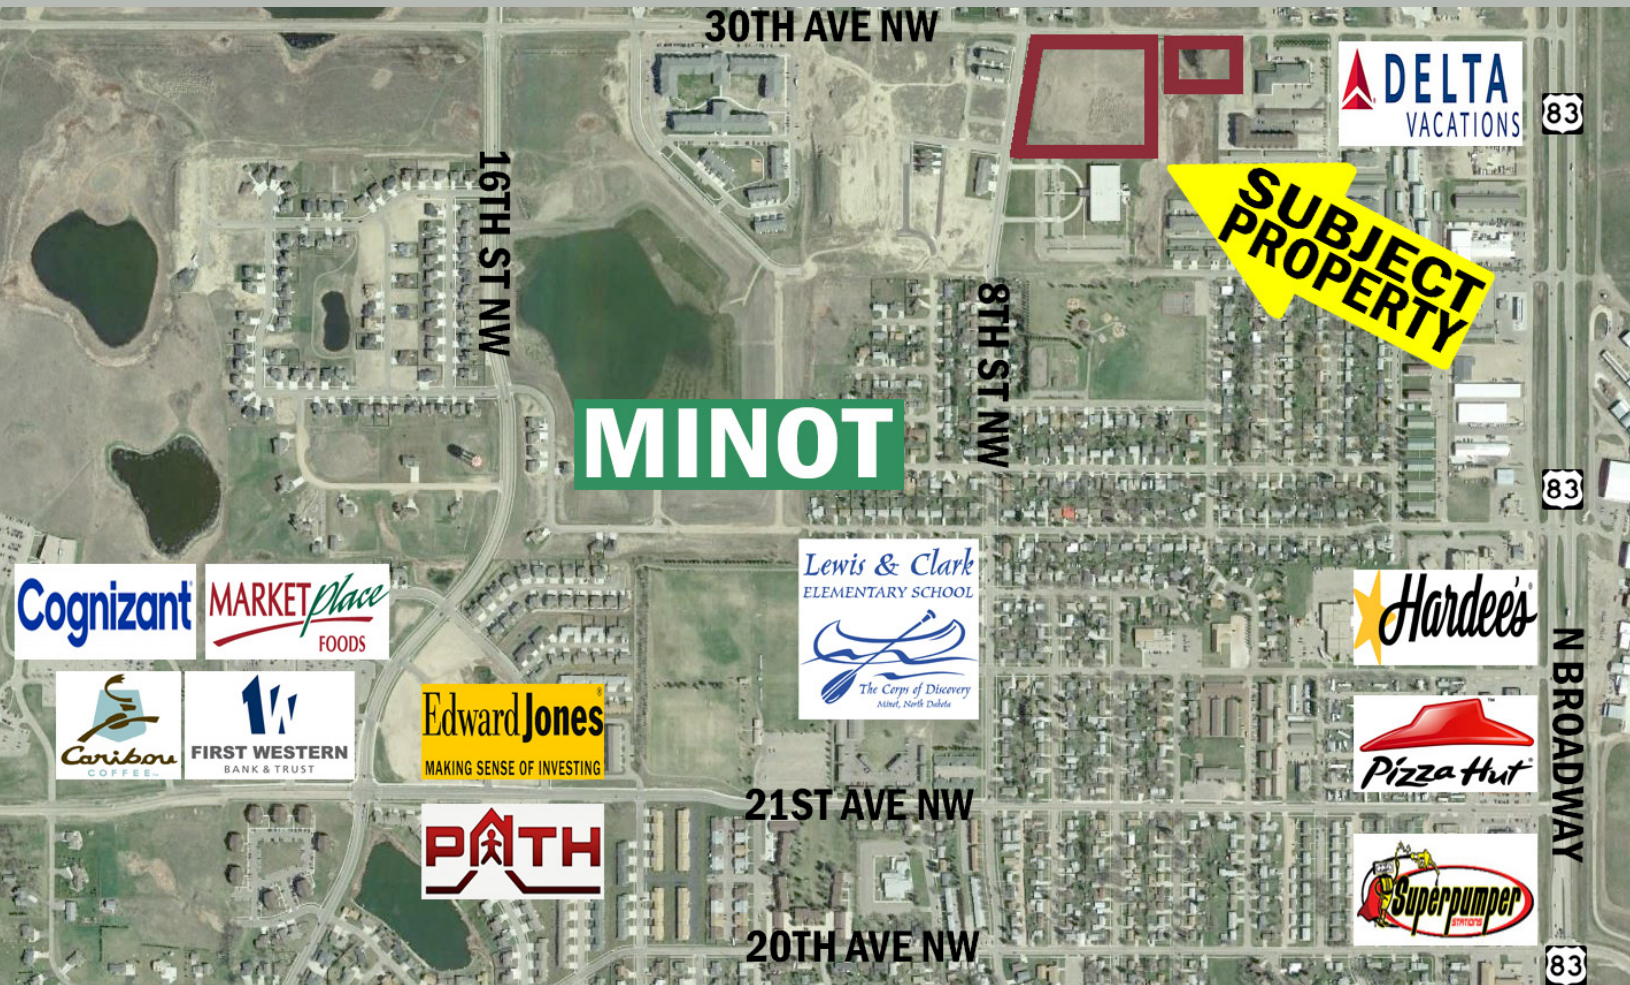 30TH AVE NW
DELTA
VACATIONS
83
16TH ST NW
SUBJECT
PROPERTY
8TH ST NW
MINOT
83
Lewis & Clark
ELEMENTARY SCHOOL
The Corps of Discovery
Minot, North Dakota
Cognizant
MARKETplace
FOODS
Hardee's
N BROADWAY
Caribou
COFFEE
FIRST WESTERN
BANK & TRUST
Edward Jones
MAKING SENSE OF INVESTING
Pizza Hut
21ST AVE NW
PATH
Superpumper
STATIONS
20TH AVE NW
83